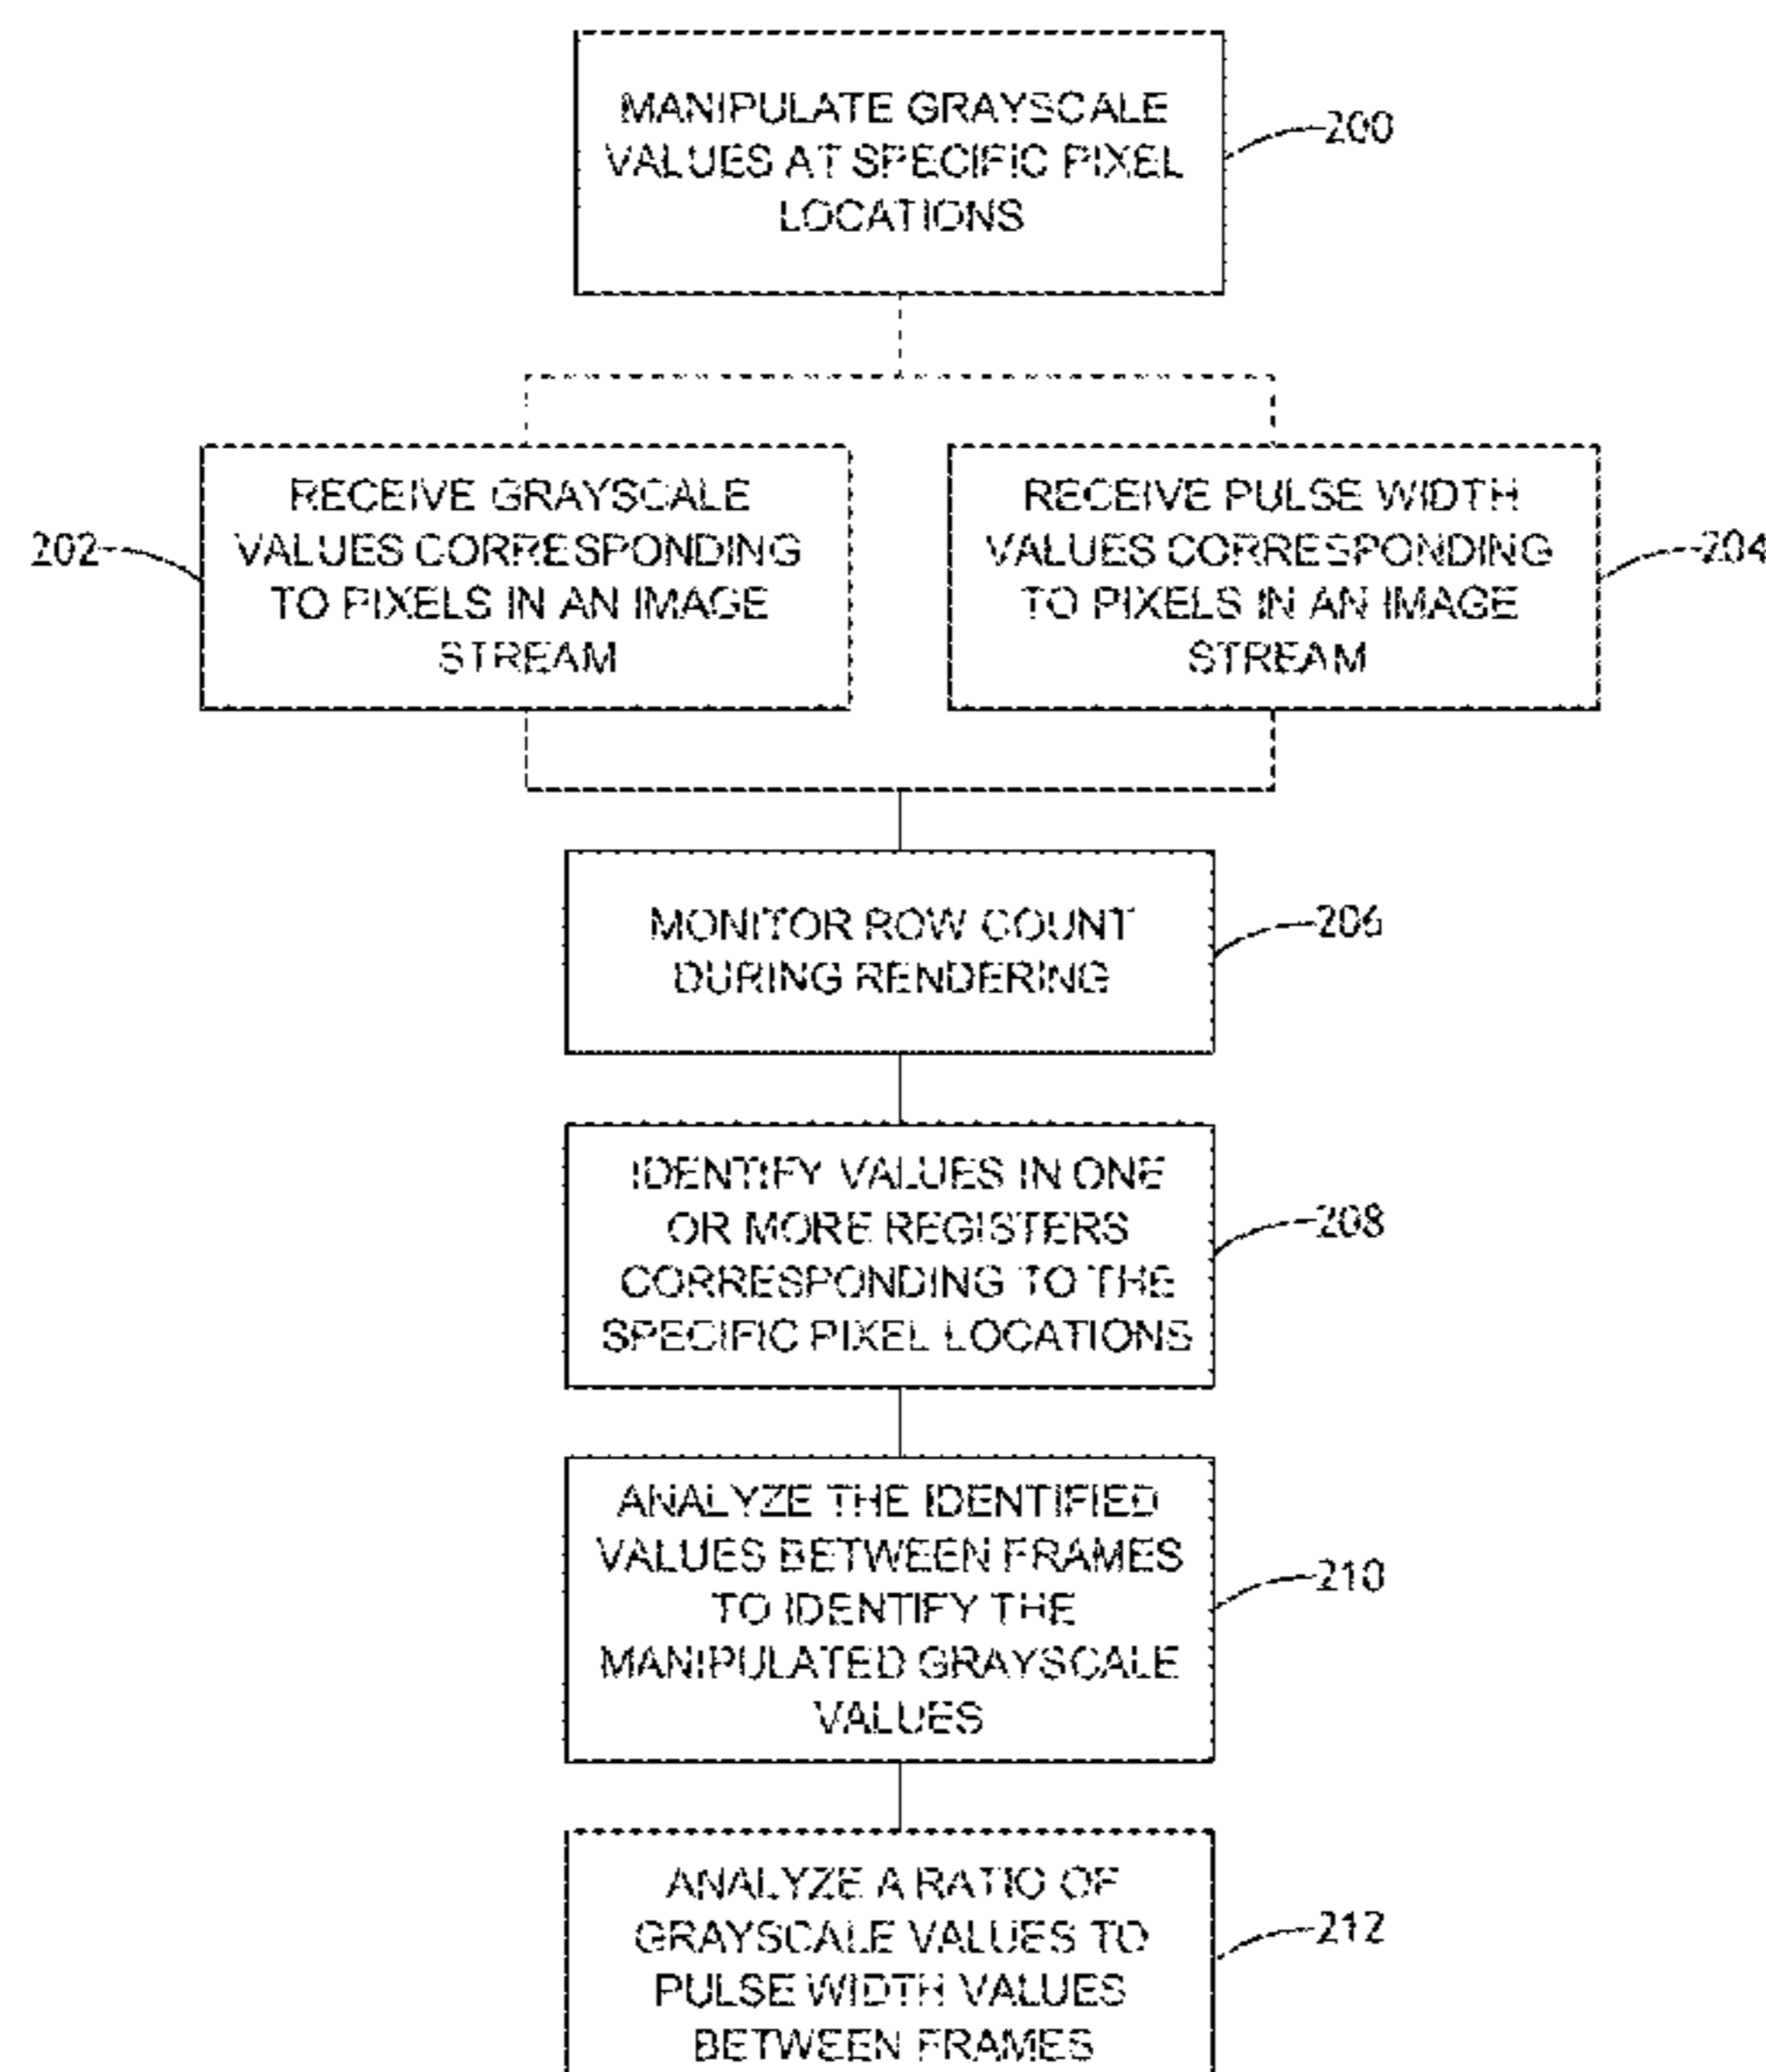 MANIPULATE GRAYSCALE
VALUES AT SPECIFIC PIXEL
LOCATIONS
200
RECEIVE GRAYSCALE
VALUES CORRESPONDING
TO PIXELS IN AN IMAGE
STREAM
202
RECEIVE PULSE WIDTH
VALUES CORRESPONDING
TO PIXELS IN AN IMAGE
STREAM
204
MONITOR ROW COUNT
DURING RENDERING
206
IDENTIFY VALUES IN ONE
OR MORE REGISTERS
CORRESPONDING TO THE
SPECIFIC PIXEL LOCATIONS
208
ANALYZE THE IDENTIFIED
VALUES BETWEEN FRAMES
TO IDENTIFY THE
MANIPULATED GRAYSCALE
VALUES
210
ANALYZE A RATIO OF
GRAYSCALE VALUES TO
PULSE WIDTH VALUES
BETWEEN FRAMES
212